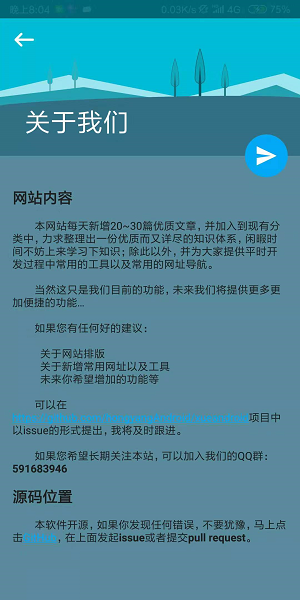 晚上8:04 0.03K/s 4G 75%
关于我们
网站内容
本网站每天新增20~30篇优质文章，并加入到现有分
类中，力求整理出一份优质而又详尽的知识体系，闲暇时
间不妨上来学习下知识；除此以外，并为大家提供平时开
发过程中常用的工具以及常用的网址导航。
当然这只是我们目前的功能，未来我们将提供更多更
加便捷的功能...
如果您有任何好的建议：
关于网站排版
关于新增常用网址以及工具
未来你希望增加的功能等
可以在
项目中
以issue的形式提出，我将及时跟进。
如果您希望长期关注本站，可以加入我们的QQ群：
591683946
源码位置
本软件开源，如果你发现任何错误，不要犹豫，马上点
击，在上面发起issue或者提交pull request。